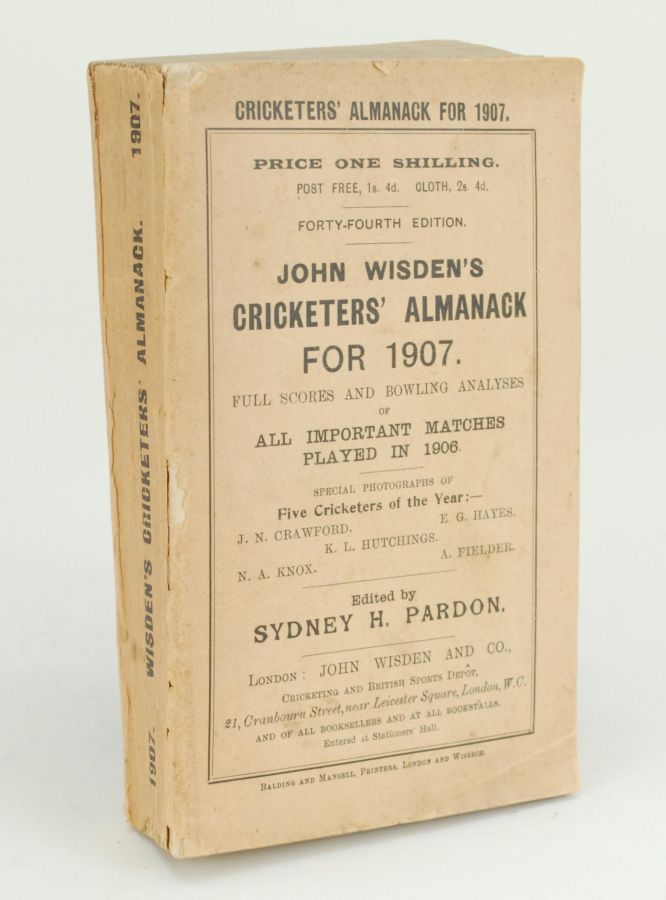 1907. WISDEN'S CRICKETERS' ALMANACK. 1907.
CRICKETERS' ALMANACK FOR 1907.
PRICE ONE SHILLING.
POST FREE, 1s. 4d. CLOTH, 2s. 4d.
FORTY-FOURTH EDITION.
JOHN WISDEN'S
CRICKETERS' ALMANACK
FOR 1907.
FULL SCORES AND BOWLING ANALYSES
OF
ALL IMPORTANT MATCHES
PLAYED IN 1906.
SPECIAL PHOTOGRAPHS OF
Five Cricketers of the Year:—
J. N. CRAWFORD. E. G. HAYES.
K. L. HUTCHINGS.
N. A. KNOX. A. FIELDER.
Edited by
SYDNEY H. PARDON.
LONDON: JOHN WISDEN AND CO.,
CRICKETING AND BRITISH SPORTS DEPÔT,
21, Cranbourn Street, near Leicester Square, London, W.C.
AND OF ALL BOOKSELLERS AND AT ALL BOOKSTALLS.
Entered at Stationers' Hall.
BALDING AND MANSELL, PRINTERS, LONDON AND WISBECH.